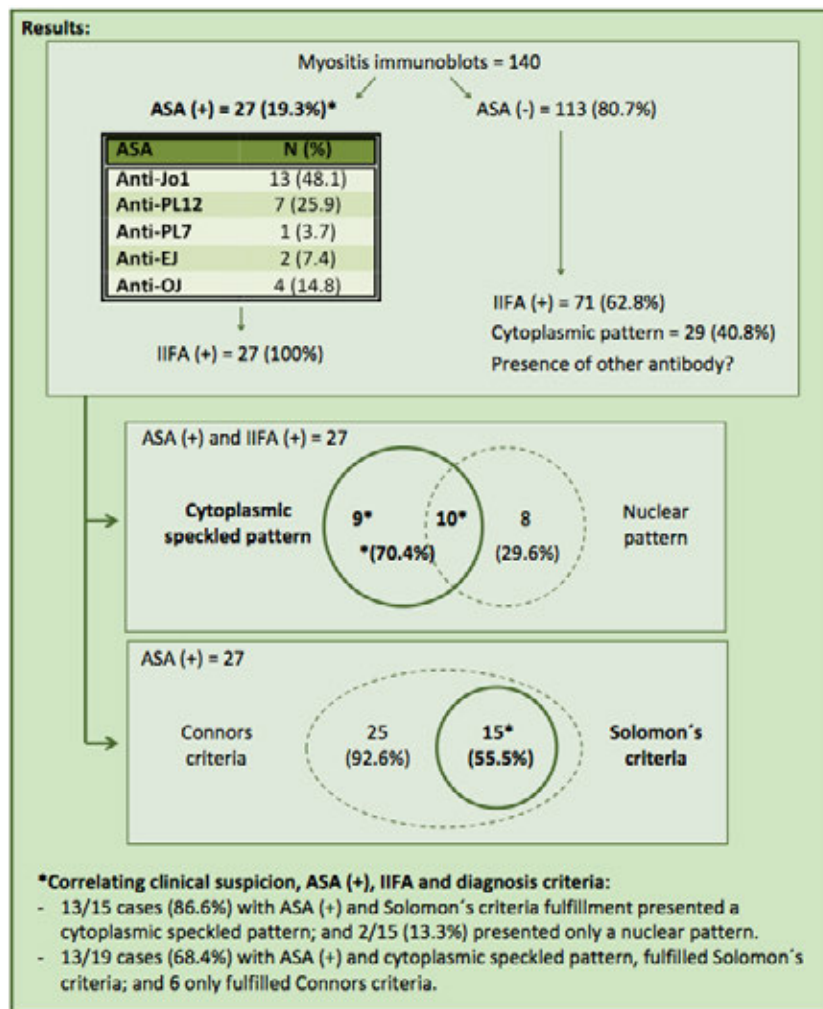 Results:
Myositis immunoblots = 140
ASA (+) = 27 (19.3%)*
ASA (-) = 113 (80.7%)
ASA N (%)
Anti-Jo1 13 (48.1)
Anti-PL12 7 (25.9)
Anti-PL7 1 (3.7)
Anti-EJ 2 (7.4)
Anti-OJ 4 (14.8)
IIFA (+) = 27 (100%)
IIFA (+) = 71 (62.8%)
Cytoplasmic pattern = 29 (40.8%)
Presence of other antibody?
ASA (+) and IIFA (+) = 27
Cytoplasmic
speckled pattern
9*
*(70.4%)
10*
8
(29.6%)
Nuclear
pattern
ASA (+) = 27
Connors
criteria
25
(92.6%)
15*
(55.5%)
Solomon´s
criteria
*Correlating clinical suspicion, ASA (+), IIFA and diagnosis criteria:
- 13/15 cases (86.6%) with ASA (+) and Solomon´s criteria fulfillment presented a
cytoplasmic speckled pattern; and 2/15 (13.3%) presented only a nuclear pattern.
- 13/19 cases (68.4%) with ASA (+) and cytoplasmic speckled pattern, fulfilled Solomon´s
criteria; and 6 only fulfilled Connors criteria.